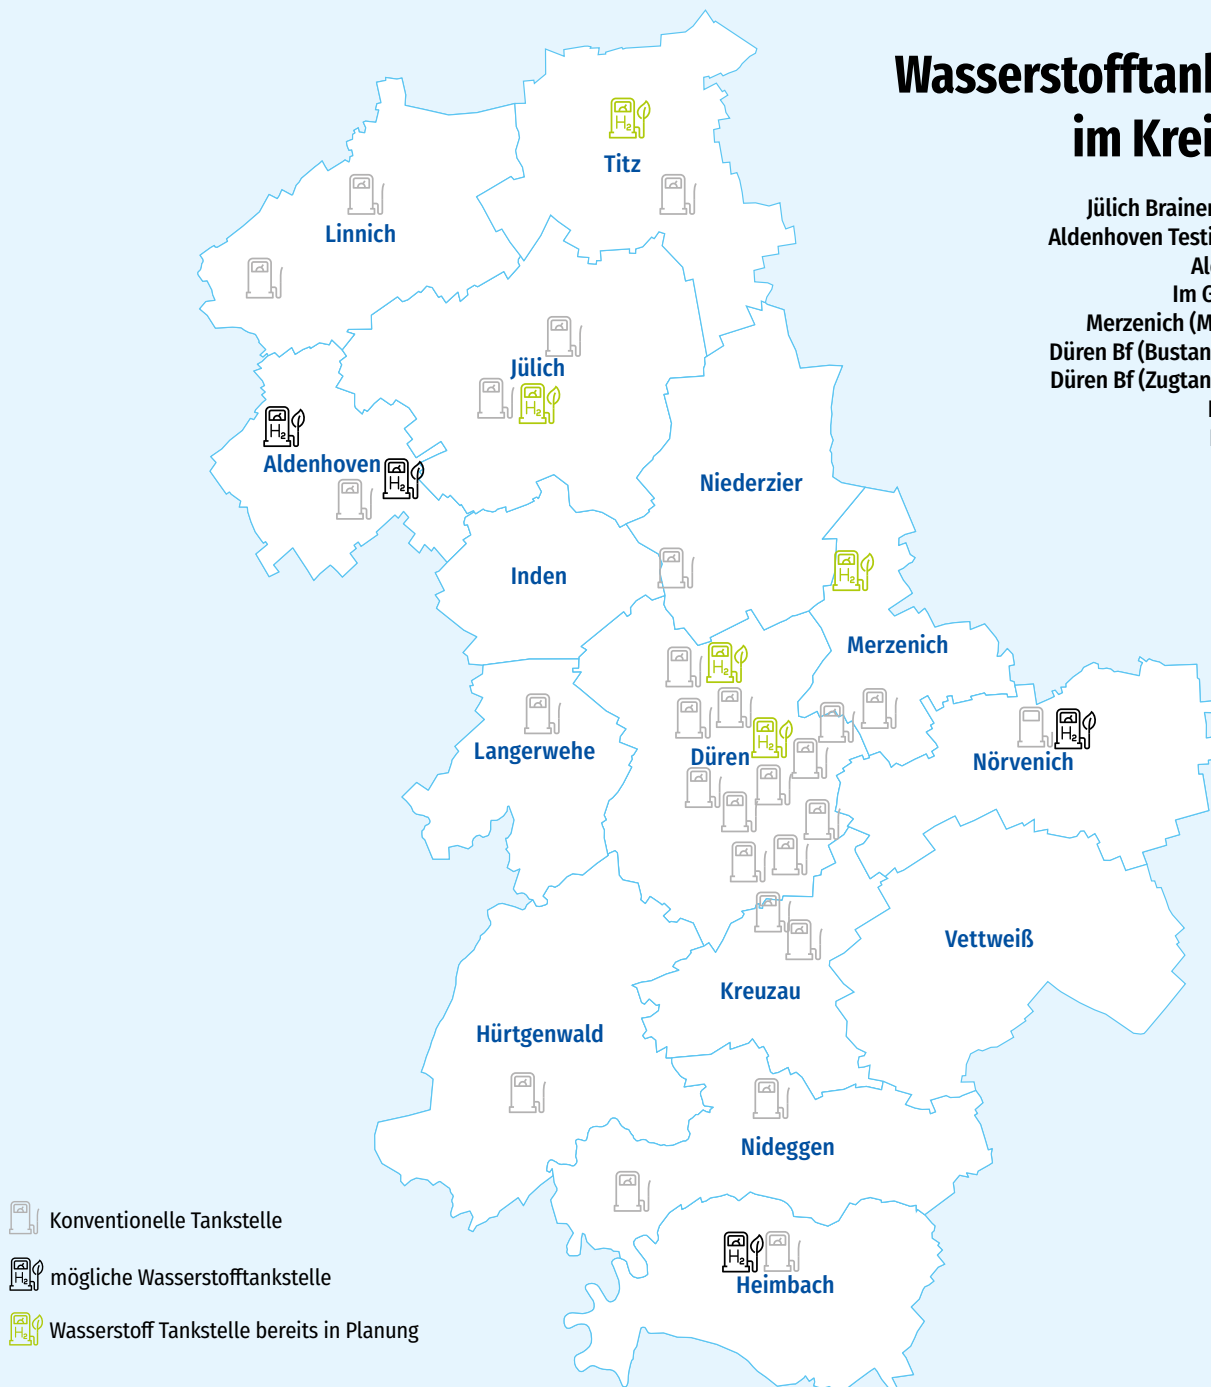 Wasserstofftank
im Krei
Jülich Brainer
Aldenhoven Testi
Al
Im G
Merzenich (M
Düren Bf (Bustan
Düren Bf (Zugtan
Titz
Linnich
Jülich
Aldenhoven
Niederzier
Inden
Merzenich
Langerwehe
Düren
Nörvenich
Vettweiß
Kreuzau
Hürtgenwald
Nideggen
Heimbach
Konventionelle Tankstelle
mögliche Wasserstofftankstelle
Wasserstoff Tankstelle bereits in Planung